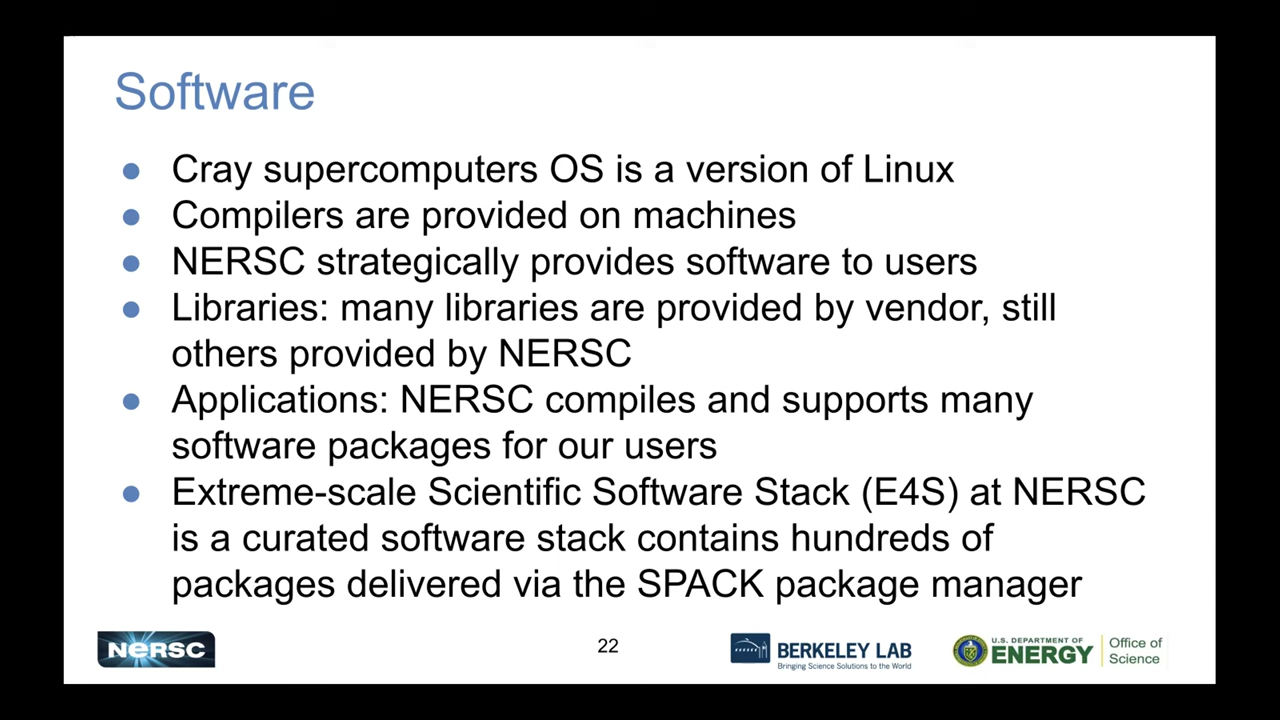 Software
● Cray supercomputers OS is a version of Linux
● Compilers are provided on machines
● NERSC strategically provides software to users
● Libraries: many libraries are provided by vendor, still
others provided by NERSC
● Applications: NERSC compiles and supports many
software packages for our users
● Extreme-scale Scientific Software Stack (E4S) at NERSC
is a curated software stack contains hundreds of
packages delivered via the SPACK package manager
NERSC
22
BERKELEY LAB
Bringing Science Solutions to the World
U.S. DEPARTMENT OF
ENERGY
Office of
Science